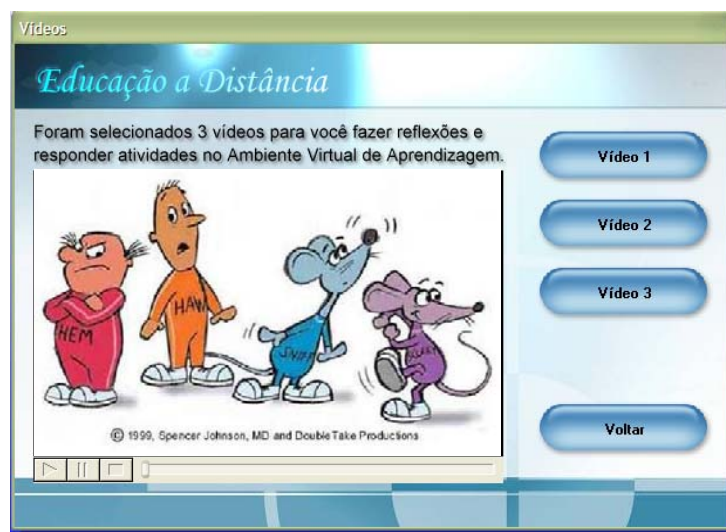 Vídeos
Educação a Distância
Foram selecionados 3 vídeos para você fazer reflexões e
responder atividades no Ambiente Virtual de Aprendizagem.
Vídeo 1
Vídeo 2
Vídeo 3
HEM
HAW
SNIFF
© 1999, Spencer Johnson, MD and DoubleTake Productions
Voltar